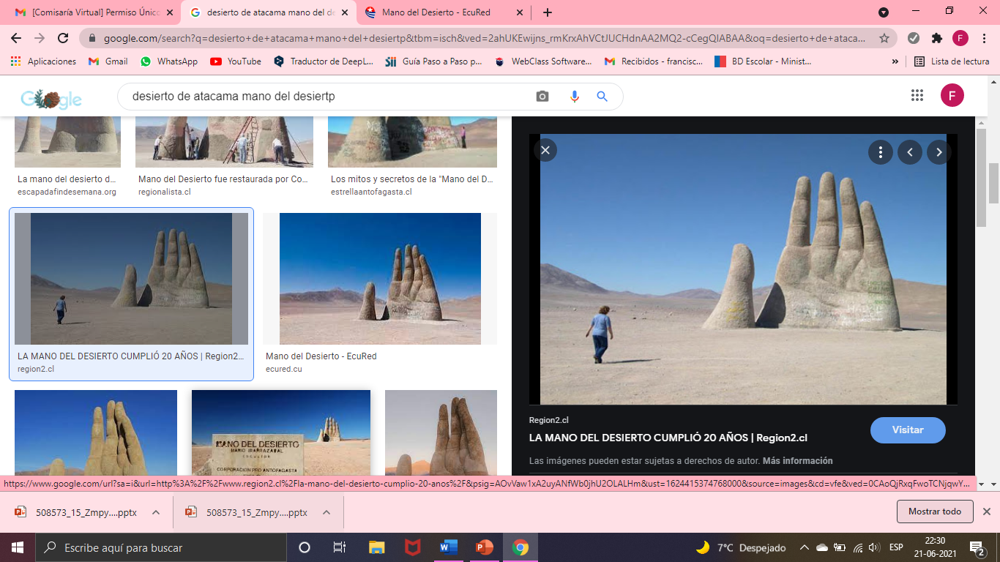 [Comisaría Virtual] Permiso Únic
desierto de atacama mano del de
Mano del Desierto - EcuRed
google.com/search?q=desierto+de+atacama+mano+del+desiertp&tbm=isch&ved=2ahUKEwijns_rmKrxAhVCtJUCHdnAA2MQ2-cCegQIABAA&oq=desierto+de+ataca...
F
Aplicaciones
Gmail
WhatsApp
YouTube
Traductor de DeepL...
Guía Paso a Paso p...
WebClass Software...
Recibidos - francisc...
BD Escolar - Minist...
»
Lista de lectura
Google
desierto de atacama mano del desiertp
F
La mano del desierto d...
escapadafindesemana.org
Mano del Desierto fue restaurada por Co...
regionalista.cl
Los mitos y secretos de la "Mano del D...
estrellaantofagasta.cl
LA MANO DEL DESIERTO CUMPLIÓ 20 AÑOS | Region2...
region2.cl
Mano del Desierto - EcuRed
ecured.cu
MANO DEL DESIERTO
MARIO IRARRAZABAL
ESCULTOR
CORPORACION PRO ANTOFAGASTA
Region2.cl
LA MANO DEL DESIERTO CUMPLIÓ 20 AÑOS | Region2.cl
Visitar
Las imágenes pueden estar sujetas a derechos de autor. Más información
https://www.google.com/url?sa=i&url=http%3A%2F%2Fwww.region2.cl%2Fla-mano-del-desierto-cumplio-20-anos%2F&psig=AOvVaw1xA2uyANfWb0jhU2OLALHm&ust=1624415374768000&source=images&cd=vfe&ved=0CAoQjRxqFwoTCNjqwY...
508573_15_Zmpy....pptx
508573_15_Zmpy....pptx
Mostrar todo
Escribe aquí para buscar
7°C Despejado
ESP
22:30
21-06-2021
2